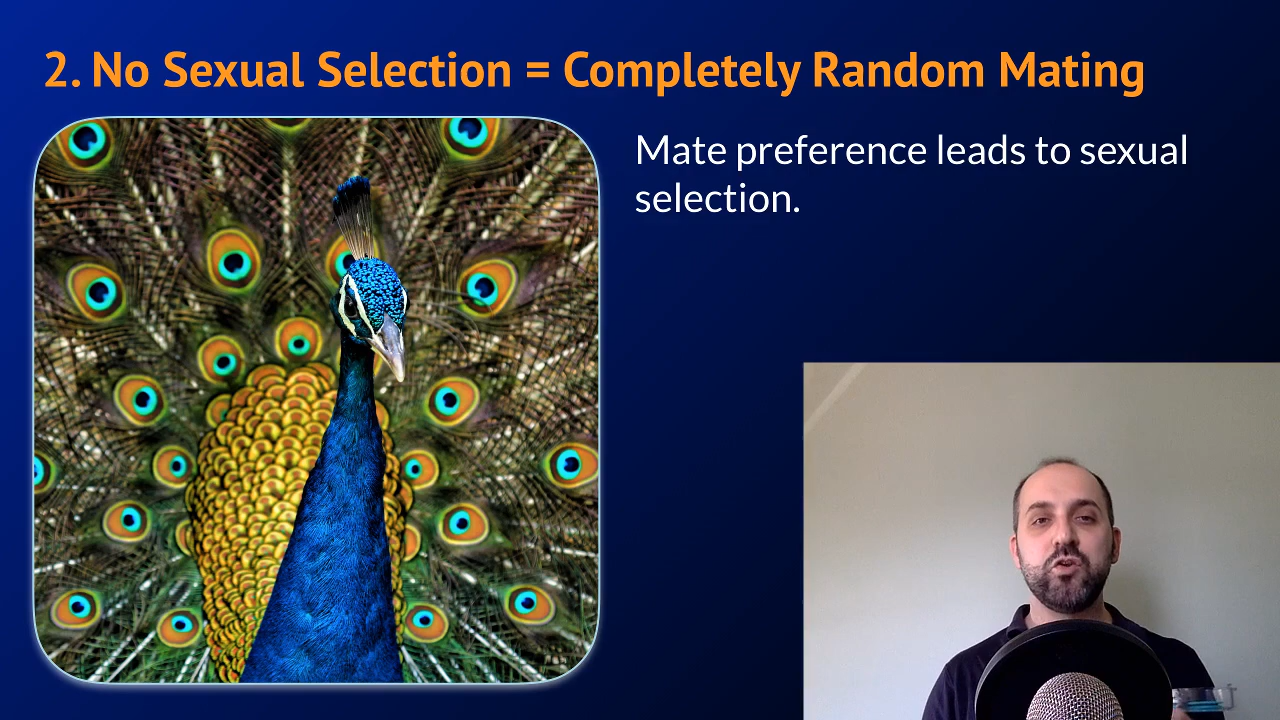 2. No Sexual Selection = Completely Random Mating
Mate preference leads to sexual
selection.